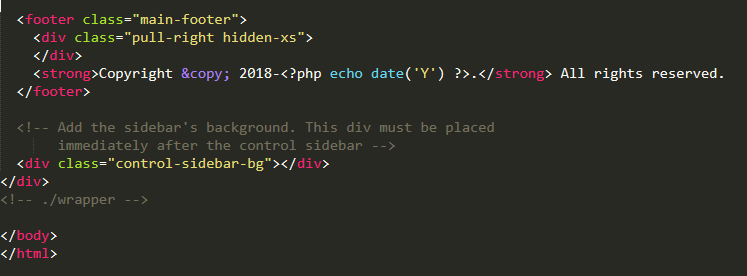 <footer class="main-footer">
<div class="pull-right hidden-xs">
</div>
<strong>Copyright &copy; 2018-<?php echo date('Y') ?>.</strong> All rights reserved.
</footer>
<!-- Add the sidebar's background. This div must be placed
immediately after the control sidebar -->
<div class="control-sidebar-bg"></div>
</div>
<!-- ./wrapper -->
</body>
</html>